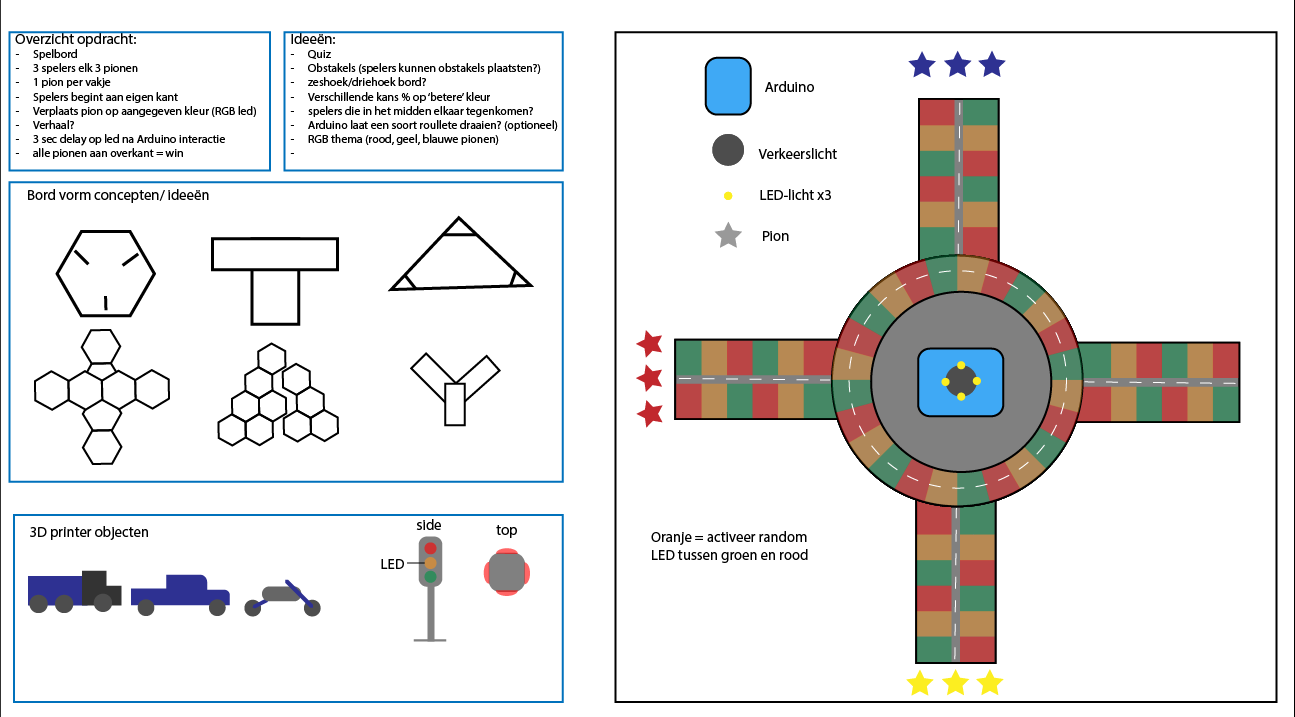 Overzicht opdracht:
- Spelbord
- 3 spelers elk 3 pionen
- 1 pion per vakje
- Spelers begint aan eigen kant
- Verplaats pion op aangegeven kleur (RGB led)
- Verhaal?
- 3 sec delay op led na Arduino interactie
- alle pionen aan overkant = win
Ideeën:
- Quiz
- Obstakels (spelers kunnen obstakels plaatsten?)
- zeshoek/driehoek bord?
- Verschillende kans % op ‘betere’ kleur
- spelers die in het midden elkaar tegenkomen?
- Arduino laat een soort roullete draaien? (optioneel)
- RGB thema (rood, geel, blauwe pionen)
-
Bord vorm concepten/ ideeën
3D printer objecten
side
top
LED
Arduino
Verkeerslicht
LED-licht x3
Pion
Oranje = activeer random
LED tussen groen en rood